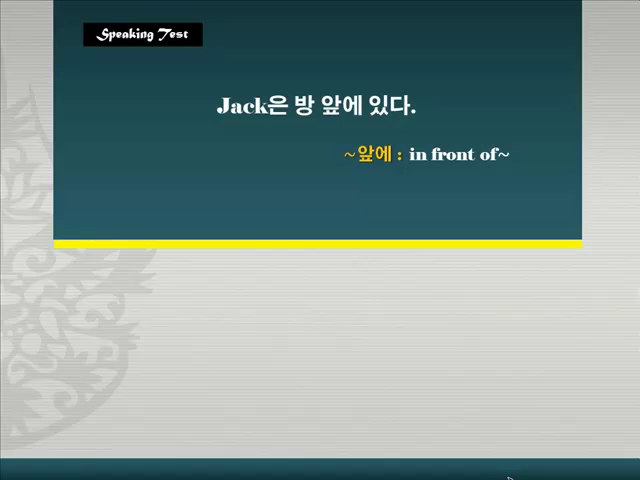 Speaking Test
Jack은 방 앞에 있다.
~앞에 : in front of~